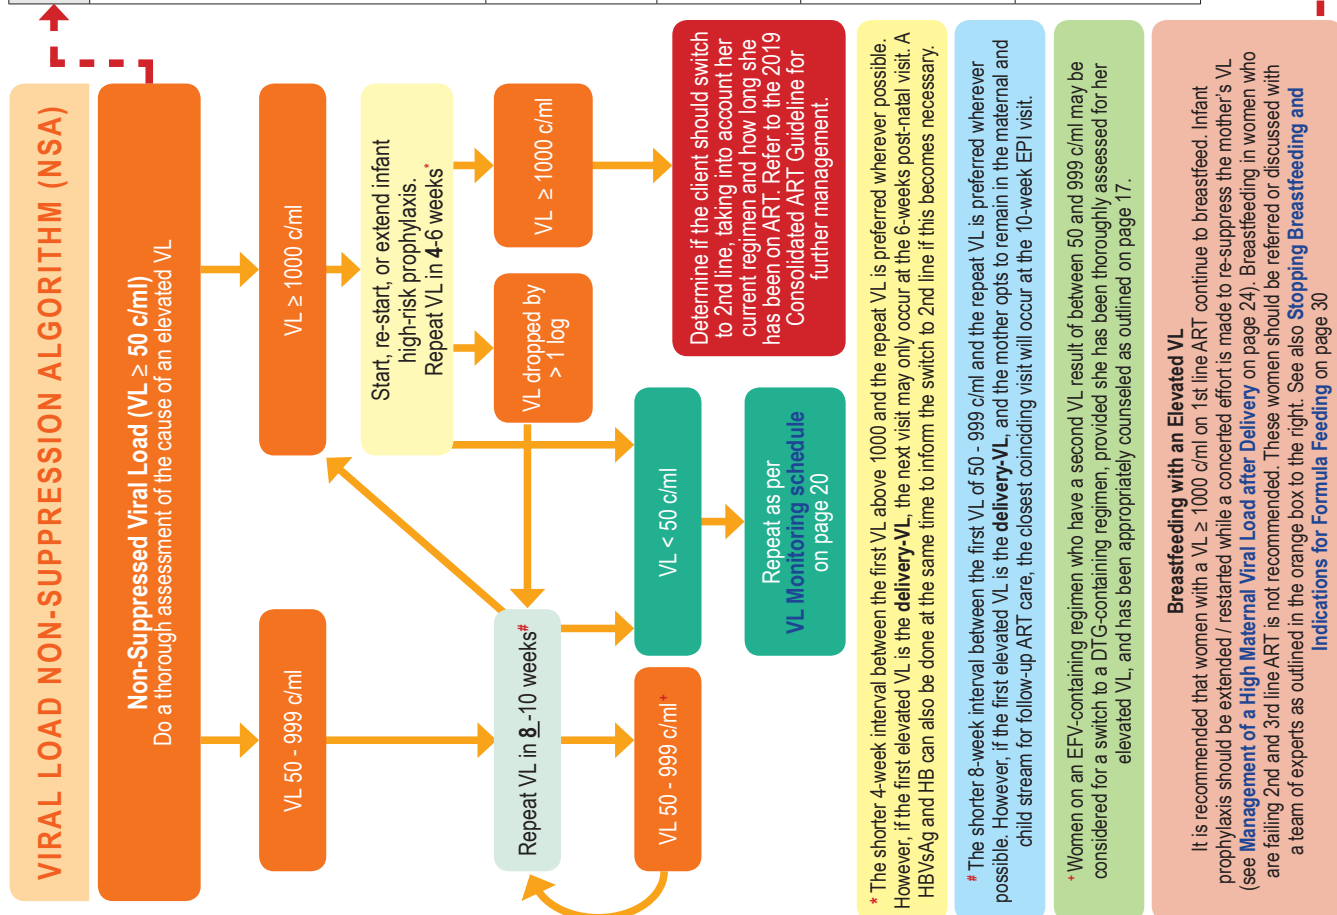 VIRAL LOAD NON-SUPPRESSION ALGORITHM (NSA)
Non-Suppressed Viral Load (VL ≥ 50 c/ml)
Do a thorough assessment of the cause of an elevated VL
VL 50 - 999 c/ml
VL ≥ 1000 c/ml
Start, re-start, or extend infant
high-risk prophylaxis.
Repeat VL in 4-6 weeks*
Repeat VL in 8 -10 weeks#
VL dropped by
> 1 log
VL ≥ 1000 c/ml
VL 50 - 999 c/ml+
VL < 50 c/ml
Determine if the client should switch
to 2nd line, taking into account her
current regimen and how long she
has been on ART. Refer to the 2019
Consolidated ART Guideline for
further management.
Repeat as per
VL Monitoring schedule
on page 20
* The shorter 4-week interval between the first VL above 1000 and the repeat VL is preferred wherever possible.
However, if the first elevated VL is the delivery-VL, the next visit may only occur at the 6-weeks post-natal visit. A
HBVsAg and HB can also be done at the same time to inform the switch to 2nd line if this becomes necessary.
# The shorter 8-week interval between the first VL of 50 - 999 c/ml and the repeat VL is preferred wherever
possible. However, if the first elevated VL is the delivery-VL, and the mother opts to remain in the maternal and
child stream for follow-up ART care, the closest coinciding visit will occur at the 10-week EPI visit.
+ Women on an EFV-containing regimen who have a second VL result of between 50 and 999 c/ml may be
considered for a switch to a DTG-containing regimen, provided she has been thoroughly assessed for her
elevated VL, and has been appropriately counseled as outlined on page 17.
Breastfeeding with an Elevated VL
It is recommended that women with a VL ≥ 1000 c/ml on 1st line ART continue to breastfeed. Infant
prophylaxis should be extended / restarted while a concerted effort is made to re-suppress the mother's VL
(see Management of a High Maternal Viral Load after Delivery on page 24). Breastfeeding in women who
are failing 2nd and 3rd line ART is not recommended. These women should be referred or discussed with
a team of experts as outlined in the orange box to the right. See also Stopping Breastfeeding and
Indications for Formula Feeding on page 30